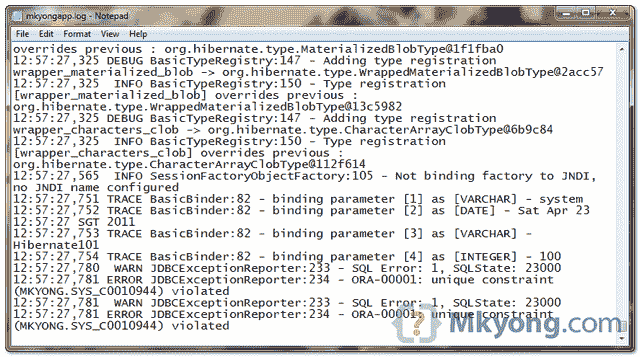 mkyongapp.log - Notepad
File Edit Format View Help
overrides previous : org.hibernate.type.MaterializedBlobType@1f1fba0
12:57:27,325 DEBUG BasicTypeRegistry:147 - Adding type registration
wrapper_materialized_blob -> org.hibernate.type.WrappedMaterializedBlobType@2acc57
12:57:27,325  INFO BasicTypeRegistry:150 - Type registration
[wrapper_materialized_blob] overrides previous :
org.hibernate.type.WrappedMaterializedBlobType@13c5982
12:57:27,325 DEBUG BasicTypeRegistry:147 - Adding type registration
wrapper_characters_clob -> org.hibernate.type.CharacterArrayClobType@6b9c84
12:57:27,325  INFO BasicTypeRegistry:150 - Type registration
[wrapper_characters_clob] overrides previous :
org.hibernate.type.CharacterArrayClobType@112f614
12:57:27,565  INFO SessionFactoryObjectFactory:105 - Not binding factory to JNDI,
no JNDI name configured
12:57:27,751 TRACE BasicBinder:82 - binding parameter [1] as [VARCHAR] - system
12:57:27,752 TRACE BasicBinder:82 - binding parameter [2] as [DATE] - Sat Apr 23
12:57:27 SGT 2011
12:57:27,753 TRACE BasicBinder:82 - binding parameter [3] as [VARCHAR] -
Hibernate101
12:57:27,754 TRACE BasicBinder:82 - binding parameter [4] as [INTEGER] - 100
12:57:27,780  WARN JDBCExceptionReporter:233 - SQL Error: 1, SQLState: 23000
12:57:27,781 ERROR JDBCExceptionReporter:234 - ORA-00001: unique constraint
(MKYONG.SYS_C0010944) violated
12:57:27,781  WARN JDBCExceptionReporter:233 - SQL Error: 1, SQLState: 23000
12:57:27,781 ERROR JDBCExceptionReporter:234 - ORA-00001: unique constraint
(MKYONG.SYS_C0010944) violated
Mkyong.com